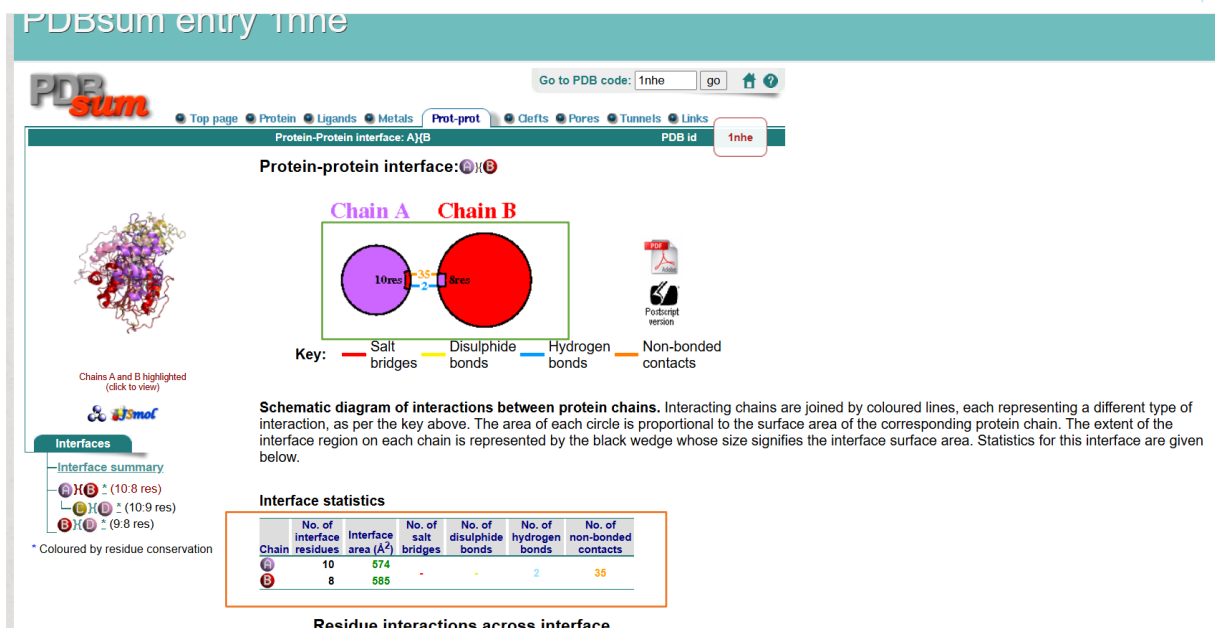 PDBsum entry 1nhe
Go to PDB code: 1nhe go
PDBsum
Top page Protein Ligands Metals Prot-prot Clefts Pores Tunnels Links
Protein-Protein interface: A}{B PDB id 1nhe
Protein-protein interface: A }{ B
Chain A Chain B
10res 35 8res
2
PDF
Adobe
Postscript
version
Key: Salt bridges Disulphide bonds Hydrogen bonds Non-bonded contacts
Chains A and B highlighted
(click to view)
JSmol
Schematic diagram of interactions between protein chains. Interacting chains are joined by coloured lines, each representing a different type of
interaction, as per the key above. The area of each circle is proportional to the surface area of the corresponding protein chain. The extent of the
interface region on each chain is represented by the black wedge whose size signifies the interface surface area. Statistics for this interface are given
below.
Interfaces
Interface summary
A }{ B * (10:8 res)
C }{ D * (10:9 res)
B }{ D * (9:8 res)
* Coloured by residue conservation
Interface statistics
Chain No. of interface residues Interface area (Å2) No. of salt bridges No. of disulphide bonds No. of hydrogen bonds No. of non-bonded contacts
A 10 574 - - 2 35
B 8 585
Residue interactions across interface